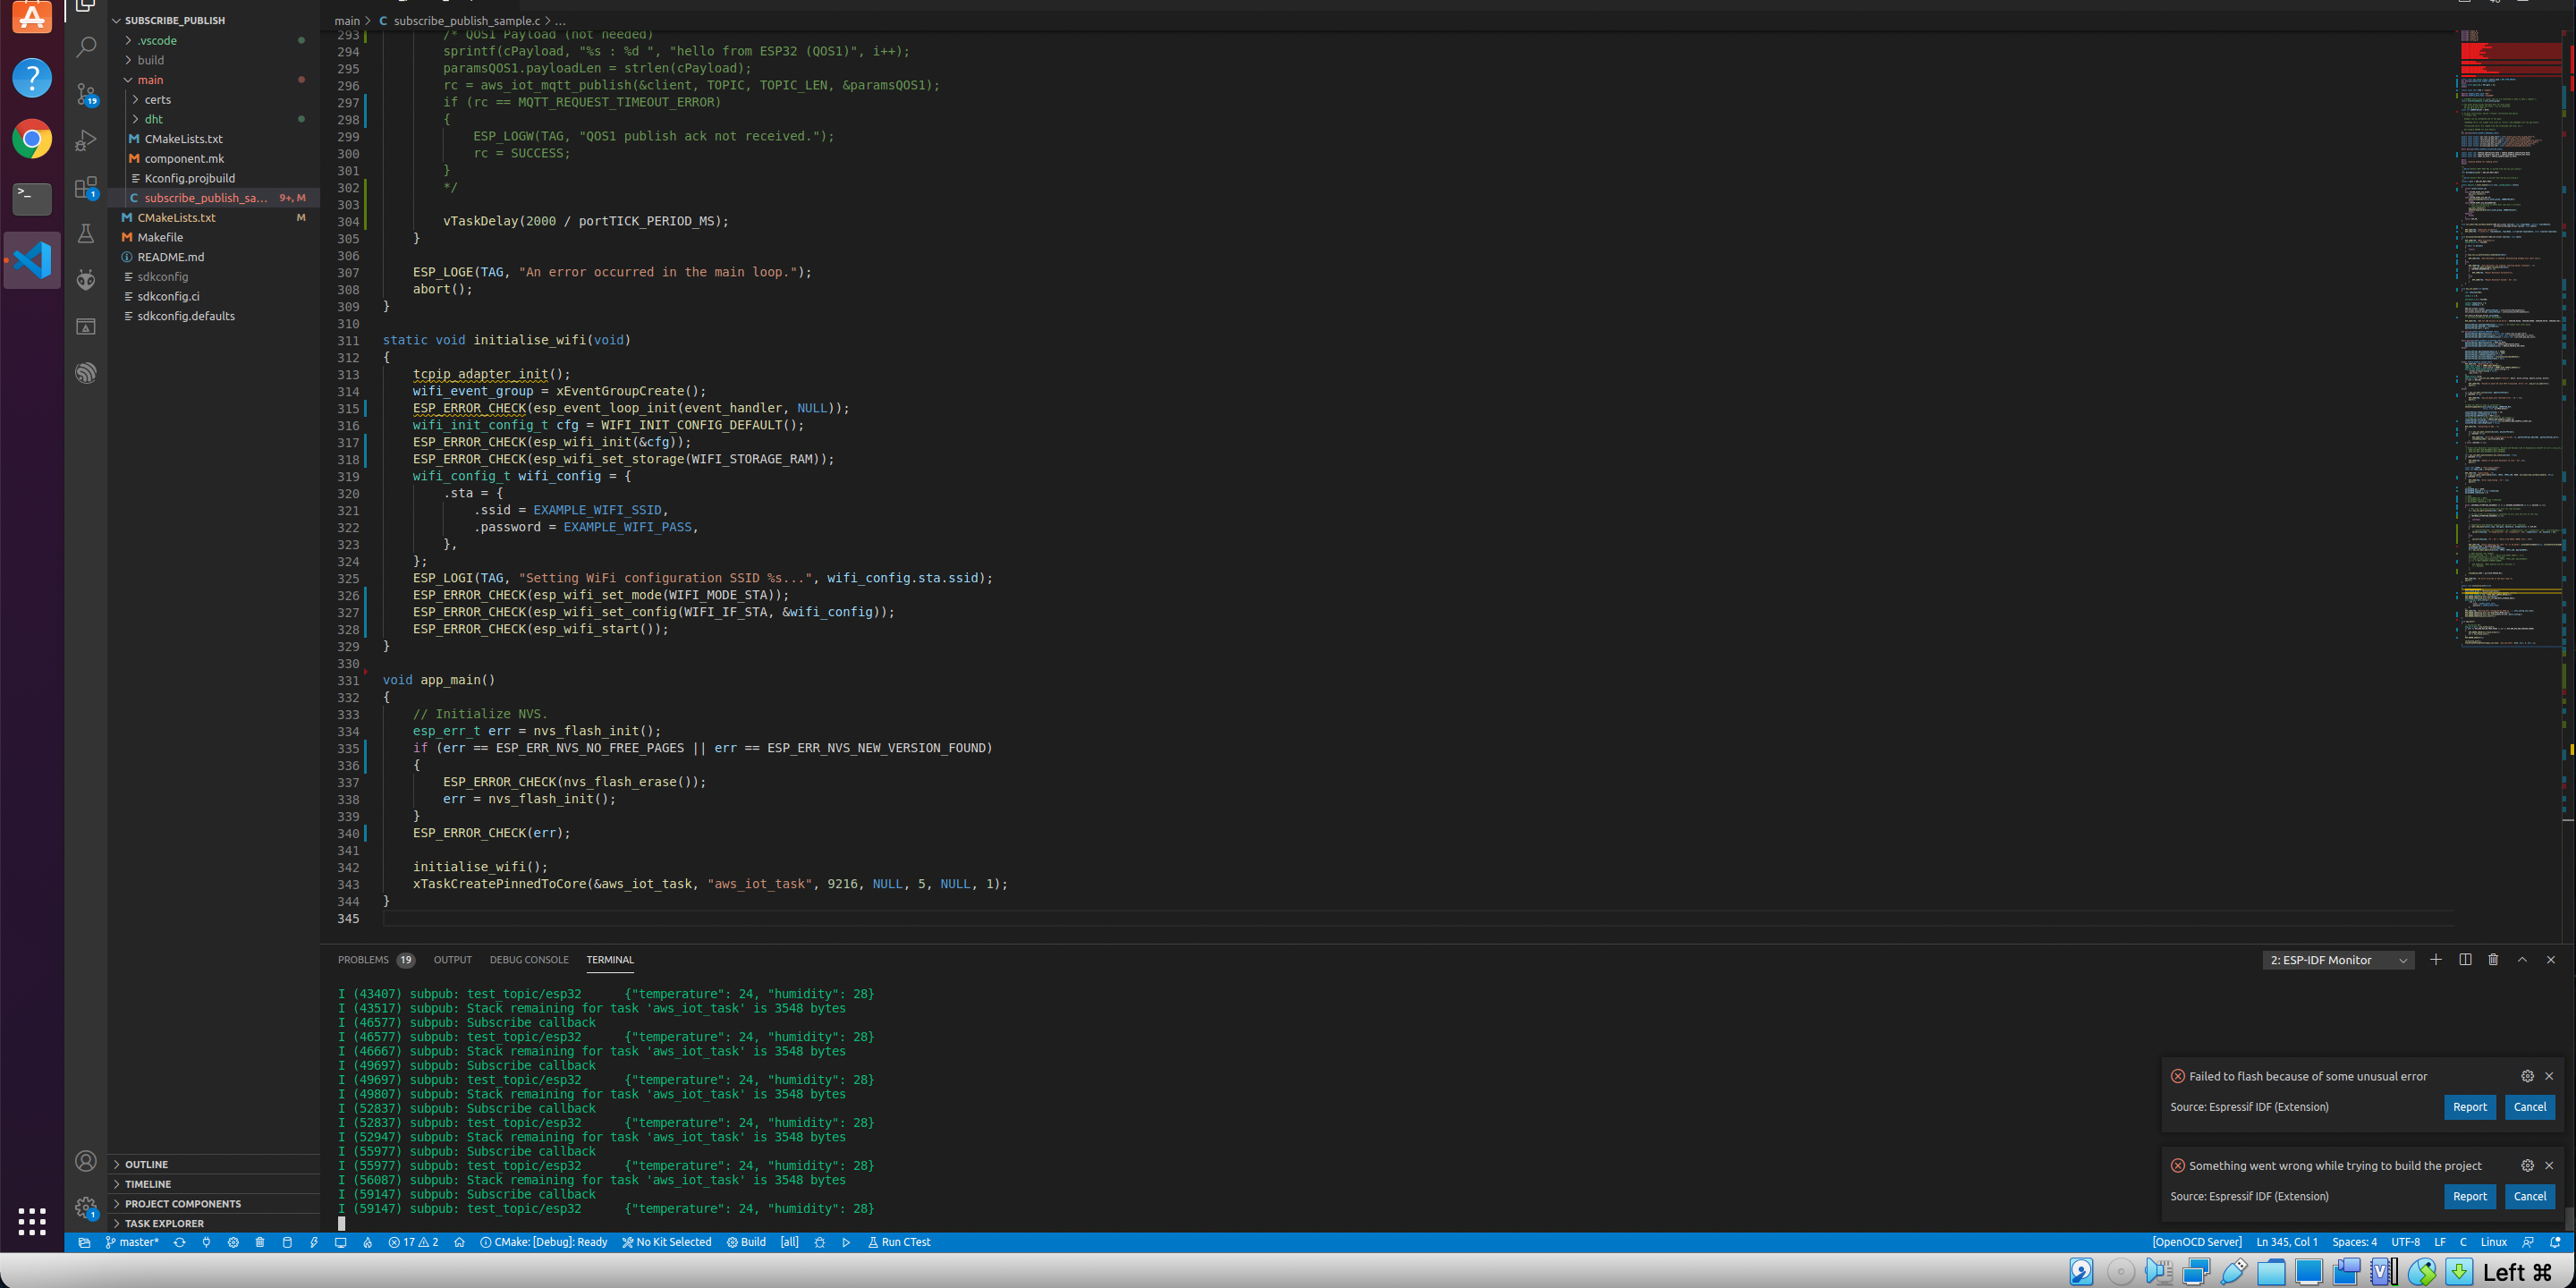 SUBSCRIBE_PUBLISH
.vscode
build
main
certs
dht
CMakeLists.txt
component.mk
Kconfig.projbuild
subscribe_publish_sa... 9+, M
CMakeLists.txt M
Makefile
README.md
sdkconfig
sdkconfig.ci
sdkconfig.defaults
OUTLINE
TIMELINE
PROJECT COMPONENTS
TASK EXPLORER
19
1
1
main > C subscribe_publish_sample.c > ...
293 /* QOS1 Payload (not needed)
294 sprintf(cPayload, "%s : %d ", "hello from ESP32 (QOS1)", i++);
295 paramsQOS1.payloadLen = strlen(cPayload);
296 rc = aws_iot_mqtt_publish(&client, TOPIC, TOPIC_LEN, &paramsQOS1);
297 if (rc == MQTT_REQUEST_TIMEOUT_ERROR)
298 {
299 ESP_LOGW(TAG, "QOS1 publish ack not received.");
300 rc = SUCCESS;
301 }
302 */
303
304 vTaskDelay(2000 / portTICK_PERIOD_MS);
305 }
306
307 ESP_LOGE(TAG, "An error occurred in the main loop.");
308 abort();
309 }
310
311 static void initialise_wifi(void)
312 {
313 tcpip_adapter_init();
314 wifi_event_group = xEventGroupCreate();
315 ESP_ERROR_CHECK(esp_event_loop_init(event_handler, NULL));
316 wifi_init_config_t cfg = WIFI_INIT_CONFIG_DEFAULT();
317 ESP_ERROR_CHECK(esp_wifi_init(&cfg));
318 ESP_ERROR_CHECK(esp_wifi_set_storage(WIFI_STORAGE_RAM));
319 wifi_config_t wifi_config = {
320 .sta = {
321 .ssid = EXAMPLE_WIFI_SSID,
322 .password = EXAMPLE_WIFI_PASS,
323 },
324 };
325 ESP_LOGI(TAG, "Setting WiFi configuration SSID %s...", wifi_config.sta.ssid);
326 ESP_ERROR_CHECK(esp_wifi_set_mode(WIFI_MODE_STA));
327 ESP_ERROR_CHECK(esp_wifi_set_config(WIFI_IF_STA, &wifi_config));
328 ESP_ERROR_CHECK(esp_wifi_start());
329 }
330
331 void app_main()
332 {
333 // Initialize NVS.
334 esp_err_t err = nvs_flash_init();
335 if (err == ESP_ERR_NVS_NO_FREE_PAGES || err == ESP_ERR_NVS_NEW_VERSION_FOUND)
336 {
337 ESP_ERROR_CHECK(nvs_flash_erase());
338 err = nvs_flash_init();
339 }
340 ESP_ERROR_CHECK(err);
341
342 initialise_wifi();
343 xTaskCreatePinnedToCore(&aws_iot_task, "aws_iot_task", 9216, NULL, 5, NULL, 1);
344 }
345
PROBLEMS 19 OUTPUT DEBUG CONSOLE TERMINAL 2: ESP-IDF Monitor
I (43407) subpub: test_topic/esp32 {"temperature": 24, "humidity": 28}
I (43517) subpub: Stack remaining for task 'aws_iot_task' is 3548 bytes
I (46577) subpub: Subscribe callback
I (46577) subpub: test_topic/esp32 {"temperature": 24, "humidity": 28}
I (46667) subpub: Stack remaining for task 'aws_iot_task' is 3548 bytes
I (49697) subpub: Subscribe callback
I (49697) subpub: test_topic/esp32 {"temperature": 24, "humidity": 28}
I (49807) subpub: Stack remaining for task 'aws_iot_task' is 3548 bytes
I (52837) subpub: Subscribe callback
I (52837) subpub: test_topic/esp32 {"temperature": 24, "humidity": 28}
I (52947) subpub: Stack remaining for task 'aws_iot_task' is 3548 bytes
I (55977) subpub: Subscribe callback
I (55977) subpub: test_topic/esp32 {"temperature": 24, "humidity": 28}
I (56087) subpub: Stack remaining for task 'aws_iot_task' is 3548 bytes
I (59147) subpub: Subscribe callback
I (59147) subpub: test_topic/esp32 {"temperature": 24, "humidity": 28}
Failed to flash because of some unusual error
Source: Espressif IDF (Extension) Report Cancel
Something went wrong while trying to build the project
Source: Espressif IDF (Extension) Report Cancel
master* 17 2 CMake: [Debug]: Ready No Kit Selected Build [all] Run CTest [OpenOCD Server] Ln 345, Col 1 Spaces: 4 UTF-8 LF C Linux
Left ⌘